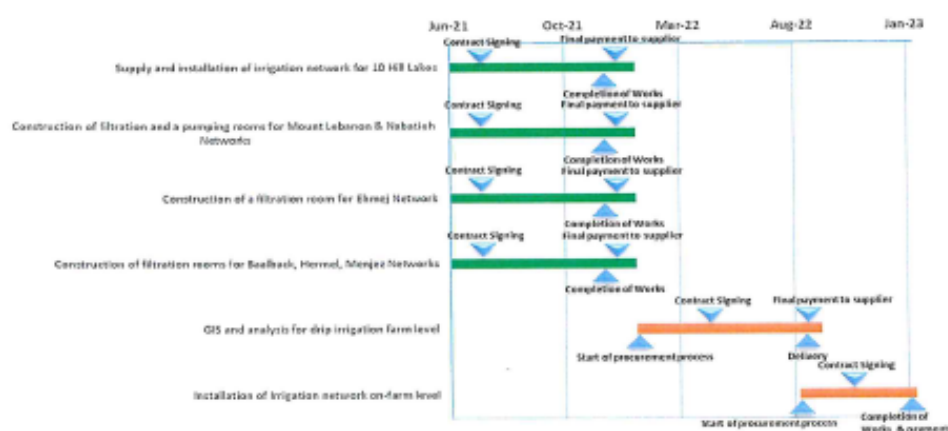 Jun-21 Oct-21 Mar-22 Aug-22 Jan-23
Contract Signing Final payment to supplier
Supply and installation of irrigation network for 10 Hill Lakes
Completion of Works
Contract Signing Final payment to supplier
Construction of filtration and a pumping rooms for Mount Lebanon & Nabatieh
Networks
Completion of Works
Contract Signing Final payment to supplier
Construction of a filtration room for Ehmej Network
Completion of Works
Contract Signing Final payment to supplier
Construction of filtration rooms for Baalback, Hermel, Menjez Networks
Completion of Works
Contract Signing Final payment to supplier
GIS and analysis for drip irrigation farm level
Start of procurement process Delivery
Contract Signing
Installation of Irrigation network on-farm level
Start of procurement process Completion of
Works & payment